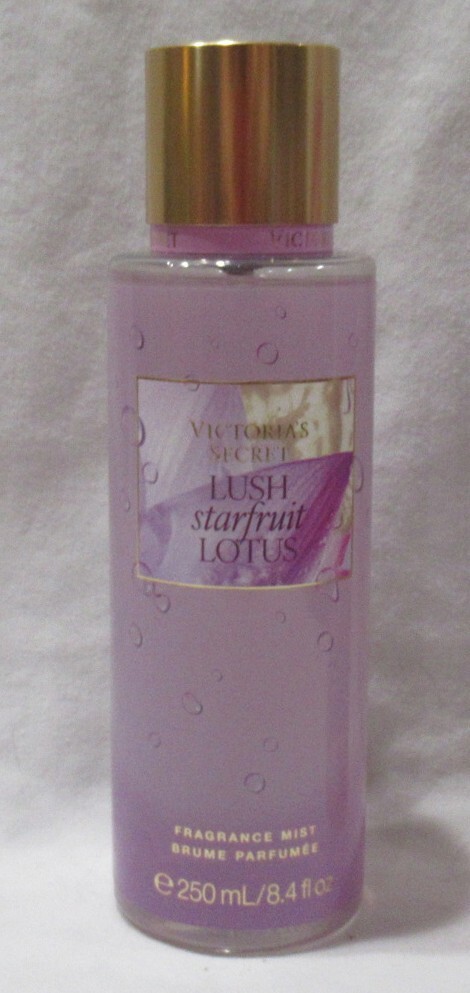 VICTORIA'S
SECRET
LUSH
starfruit
LOTUS
FRAGRANCE MIST
BRUME PARFUMÉE
℮ 250 mL/8.4 fl oz